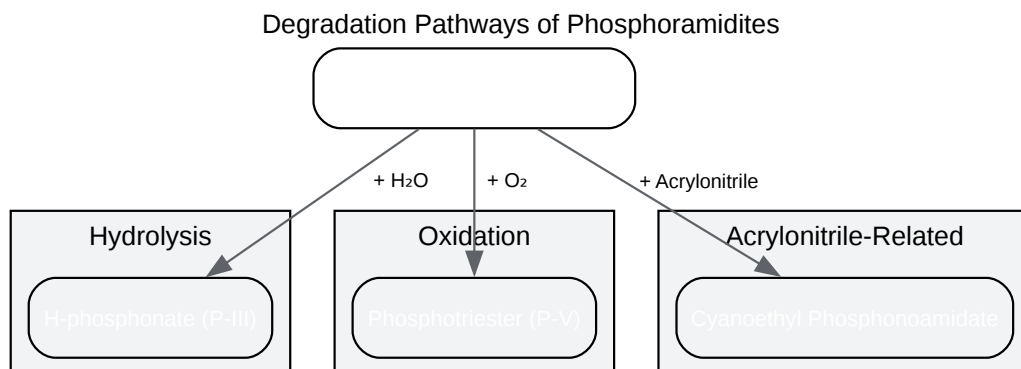 Degradation Pathways of Phosphoramidites
+ H₂O
+ O₂
+ Acrylonitrile
Hydrolysis
Oxidation
Acrylonitrile-Related
H-phosphonate (P-III)
Phosphotriester (P-V)
Cyanoethyl Phosphonoamidate